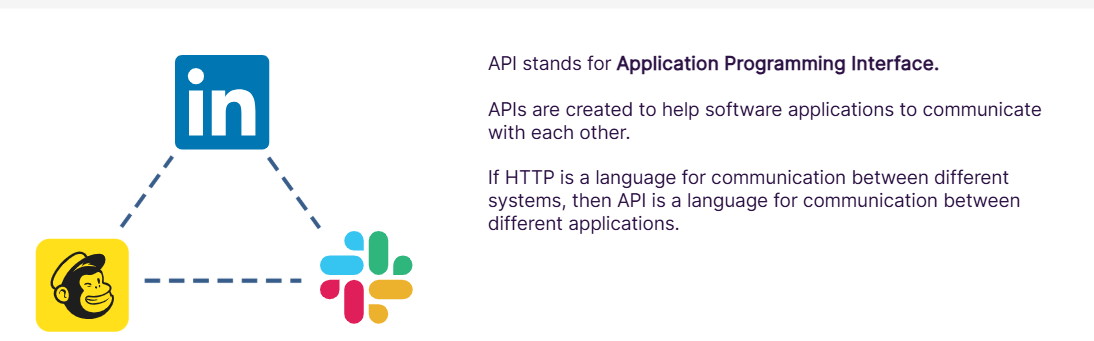 in
API stands for Application Programming Interface.
APIs are created to help software applications to communicate
with each other.
If HTTP is a language for communication between different
systems, then API is a language for communication between
different applications.